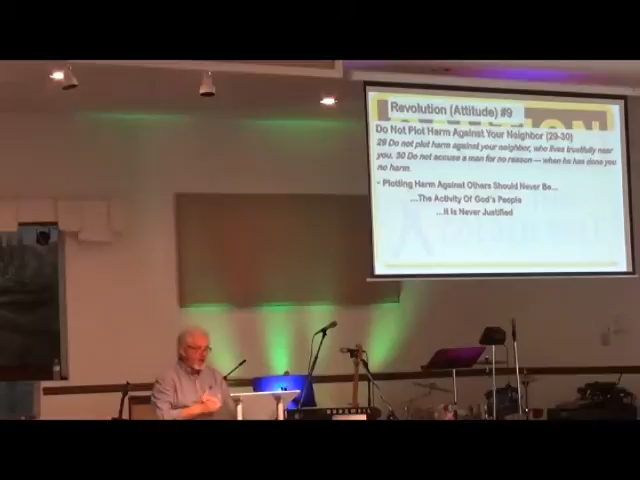 Revolution (Attitude) #9
Do Not Plot Harm Against Your Neighbor (29-30)
29 Do not plot harm against your neighbor, who lives trustfully near
you. 30 Do not accuse a man for no reason— when he has done you
no harm.
• Plotting Harm Against Others Should Never Be...
...The Activity Of God's People
...It Is Never Justified
KURZWEIL